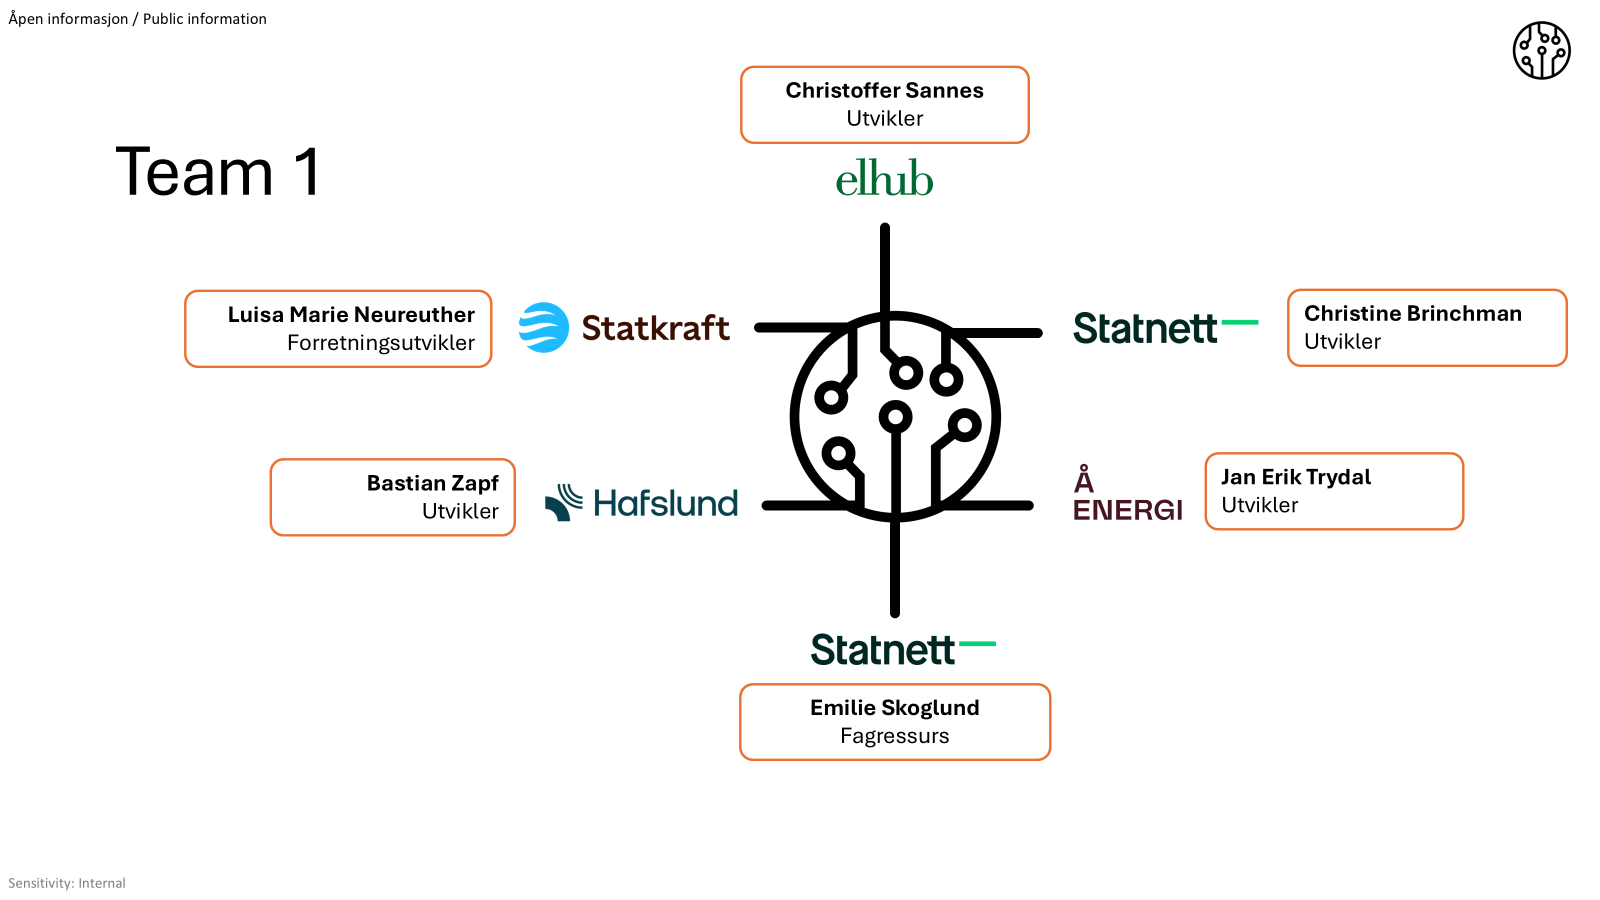 Åpen informasjon / Public information
Team 1
Christoffer Sannes
Utvikler
elhub
Luisa Marie Neureuther
Forretningsutvikler
Statkraft
Statnett
Christine Brinchman
Utvikler
Bastian Zapf
Utvikler
Hafslund
Å
ENERGI
Jan Erik Trydal
Utvikler
Statnett
Emilie Skoglund
Fagressurs
Sensitivity: Internal